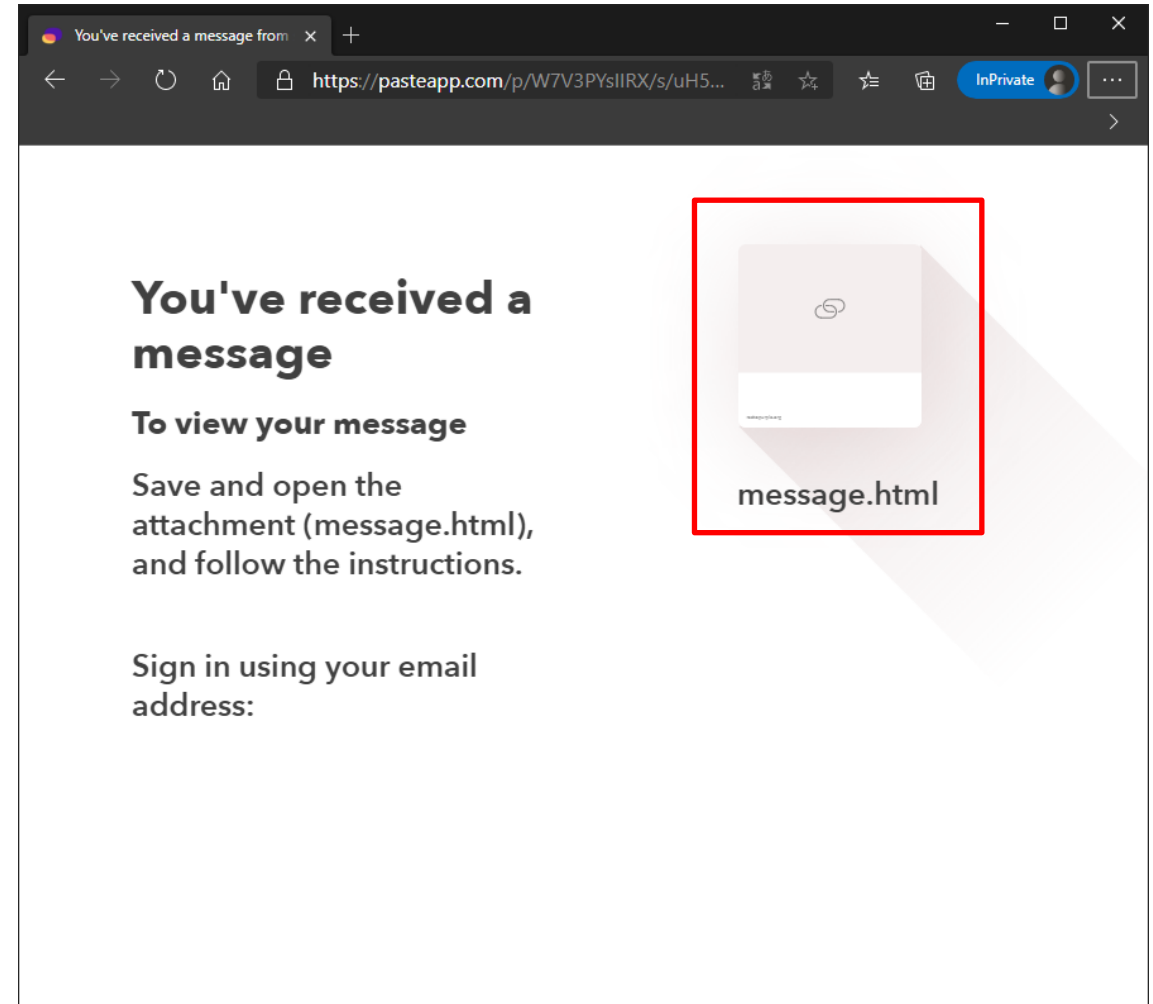 You've received a message from
https://pasteapp.com/p/W7V3PYsIIRX/s/uH5...
InPrivate
You've received a
message
To view your message
Save and open the
attachment (message.html),
and follow the instructions.
Sign in using your email
address:
message.html